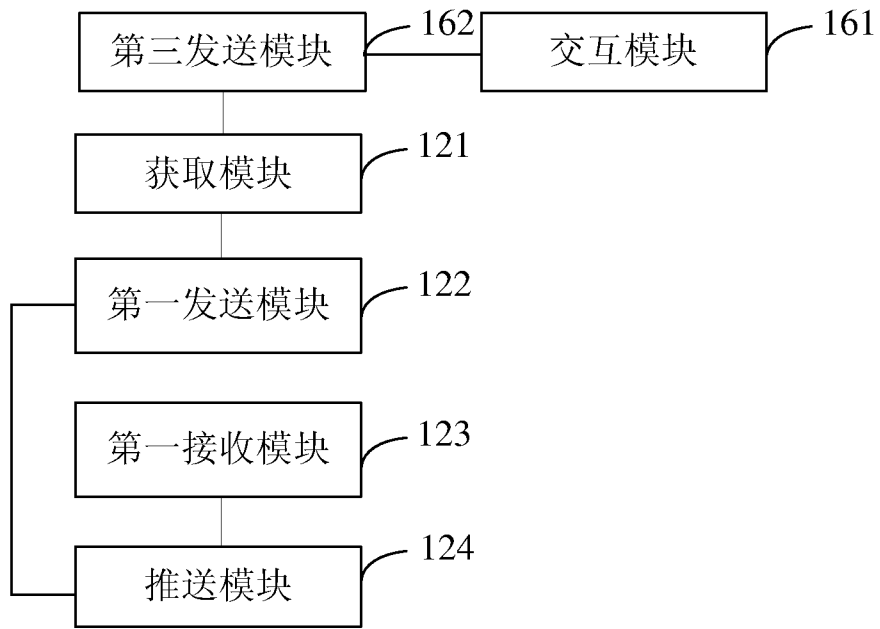 第三发送模块
162
交互模块
161
获取模块
121
第一发送模块
122
第一接收模块
123
推送模块
124